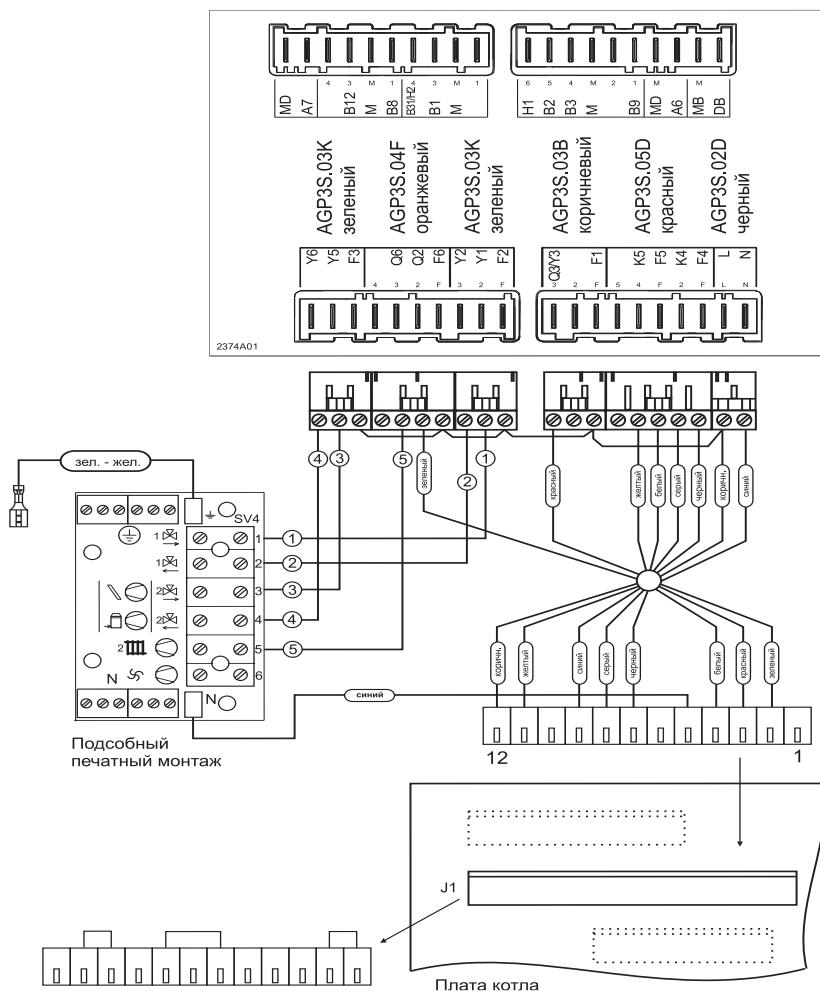 4 3 M 1 4 3 M 1
MD A7 B12 M B8 B31/H2 B1 M
6 5 4 M 2 1 M M
H1 B2 B3 M B9 MD A6 MB DB
AGP3S.03K
зеленый
AGP3S.04F
оранжевый
AGP3S.03K
зеленый
AGP3S.03B
коричневый
AGP3S.05D
красный
AGP3S.02D
черный
Y6 Y5 F3 Q6 Q2 F6 Y2 Y1 F2
4 3 2 F 3 2 F
Q3/Y3 F1 K5 F5 K4 F4 L N
3 2 F 5 4 F 2 F L N
2374A01
4 3 5 зеленый 2 1
красный желтый белый серый черный коричн. синий
зел. - жел.
SV4
1 1 1
1 2 2
2 3 3
2 4 4
2 5 5
N 6
N
синий
коричн. желтый синий серый черный белый красный зеленый
12 1
Подсобный
печатный монтаж
J1
Плата котла